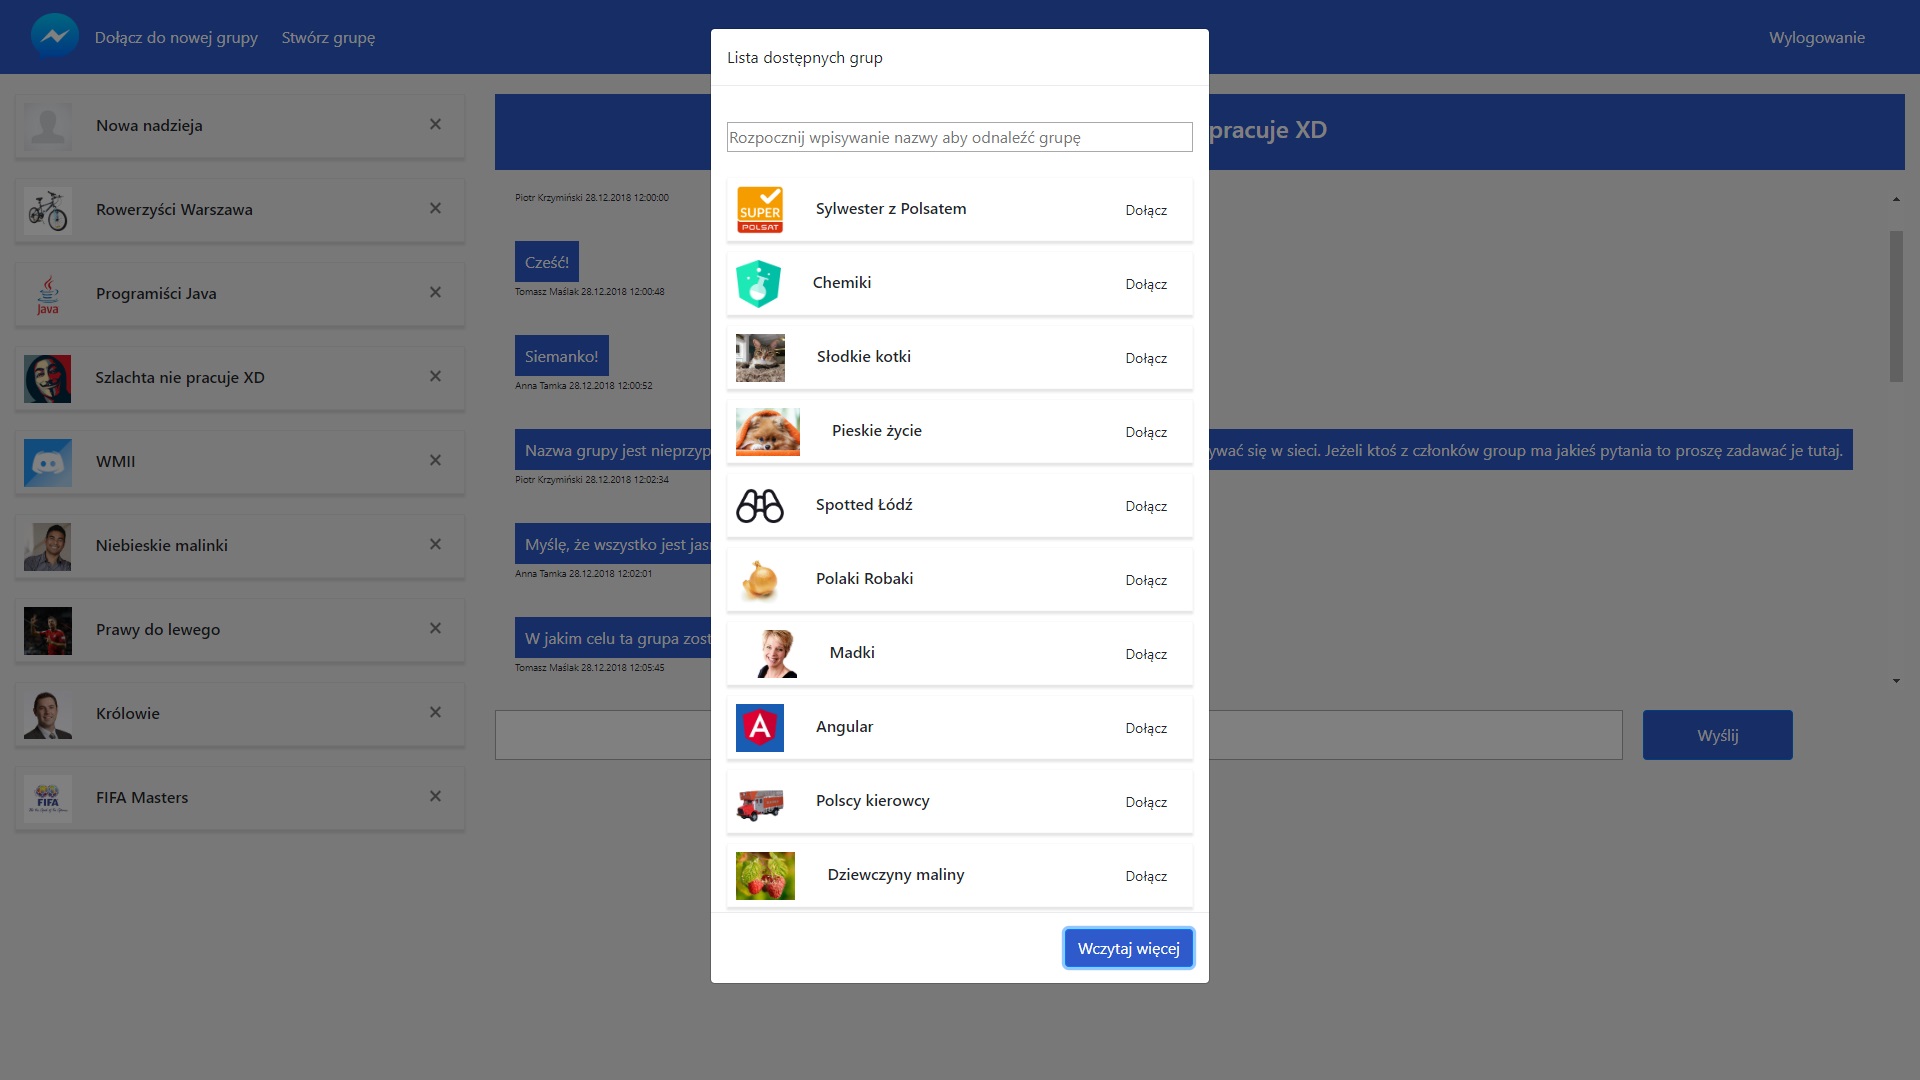 Dołącz do nowej grupy
Stwórz grupę
Wylogowanie
Nowa nadzieja
×
Rowerzyści Warszawa
×
Java
Programiści Java
×
Szlachta nie pracuje XD
×
WMII
×
Niebieskie malinki
×
Prawy do lewego
×
Królowie
×
FIFA
FIFA Masters
×
pracuje XD
Piotr Krzymiński 28.12.2018 12:00:00
Cześć!
Tomasz Maślak 28.12.2018 12:00:48
Siemanko!
Anna Tamka 28.12.2018 12:00:52
Nazwa grupy jest nieprzyp
ywać się w sieci. Jeżeli ktoś z członków group ma jakieś pytania to proszę zadawać je tutaj.
Piotr Krzymiński 28.12.2018 12:02:34
Myślę, że wszystko jest jas
Anna Tamka 28.12.2018 12:02:01
W jakim celu ta grupa zost
Tomasz Maślak 28.12.2018 12:05:45
Wyślij
Lista dostępnych grup
Rozpocznij wpisywanie nazwy aby odnaleźć grupę
SUPER
POLSAT
Sylwester z Polsatem
Dołącz
Chemiki
Dołącz
Słodkie kotki
Dołącz
Pieskie życie
Dołącz
Spotted Łódź
Dołącz
Polaki Robaki
Dołącz
Madki
Dołącz
A
Angular
Dołącz
Polscy kierowcy
Dołącz
Dziewczyny maliny
Dołącz
Wczytaj więcej